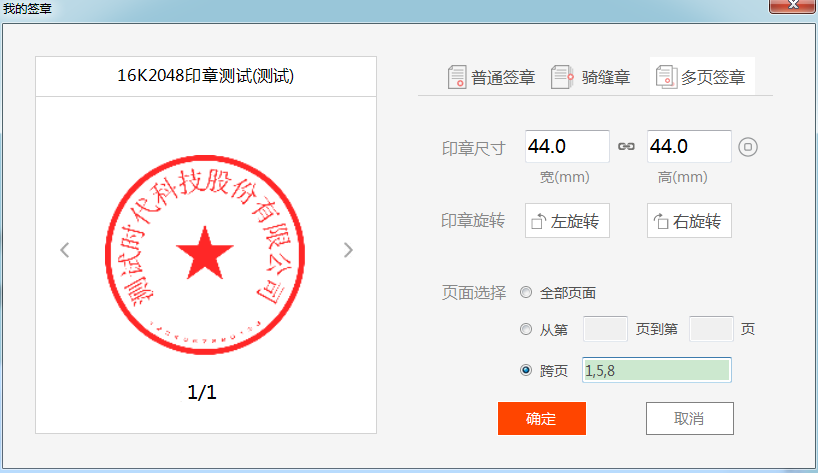 我的签章
16K2048印章测试(测试)
测试时代科技股份有限公司
1/1
普通签章
骑缝章
多页签章
印章尺寸
44.0
44.0
宽(mm)
高(mm)
印章旋转
左旋转
右旋转
页面选择
全部页面
从第 页到第 页
跨页
1,5,8
确定
取消